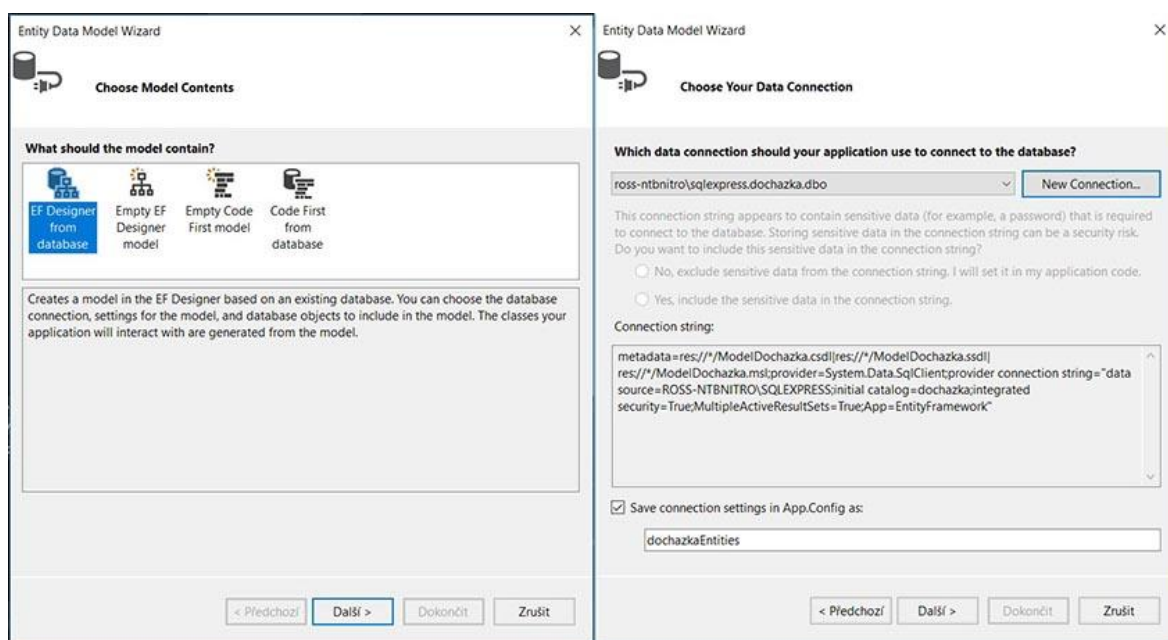 Entity Data Model Wizard
Choose Model Contents
What should the model contain?
EF Designer
from
database
Empty EF
Designer
model
Empty Code
First model
Code First
from
database
Creates a model in the EF Designer based on an existing database. You can choose the database
connection, settings for the model, and database objects to include in the model. The classes your
application will interact with are generated from the model.
< Předchozí
Další >
Dokončit
Zrušit
Entity Data Model Wizard
Choose Your Data Connection
Which data connection should your application use to connect to the database?
ross-ntbnitro\sqlexpress.dochazka.dbo
New Connection...
This connection string appears to contain sensitive data (for example, a password) that is required
to connect to the database. Storing sensitive data in the connection string can be a security risk.
Do you want to include this sensitive data in the connection string?
No, exclude sensitive data from the connection string. I will set it in my application code.
Yes, include the sensitive data in the connection string.
Connection string:
metadata=res://*/ModelDochazka.csdl|res://*/ModelDochazka.ssdl|
res://*/ModelDochazka.msl;provider=System.Data.SqlClient;provider connection string="data
source=ROSS-NTBNITRO\SQLEXPRESS;initial catalog=dochazka;integrated
security=True;MultipleActiveResultSets=True;App=EntityFramework"
Save connection settings in App.Config as:
dochazkaEntities
< Předchozí
Další >
Dokončit
Zrušit